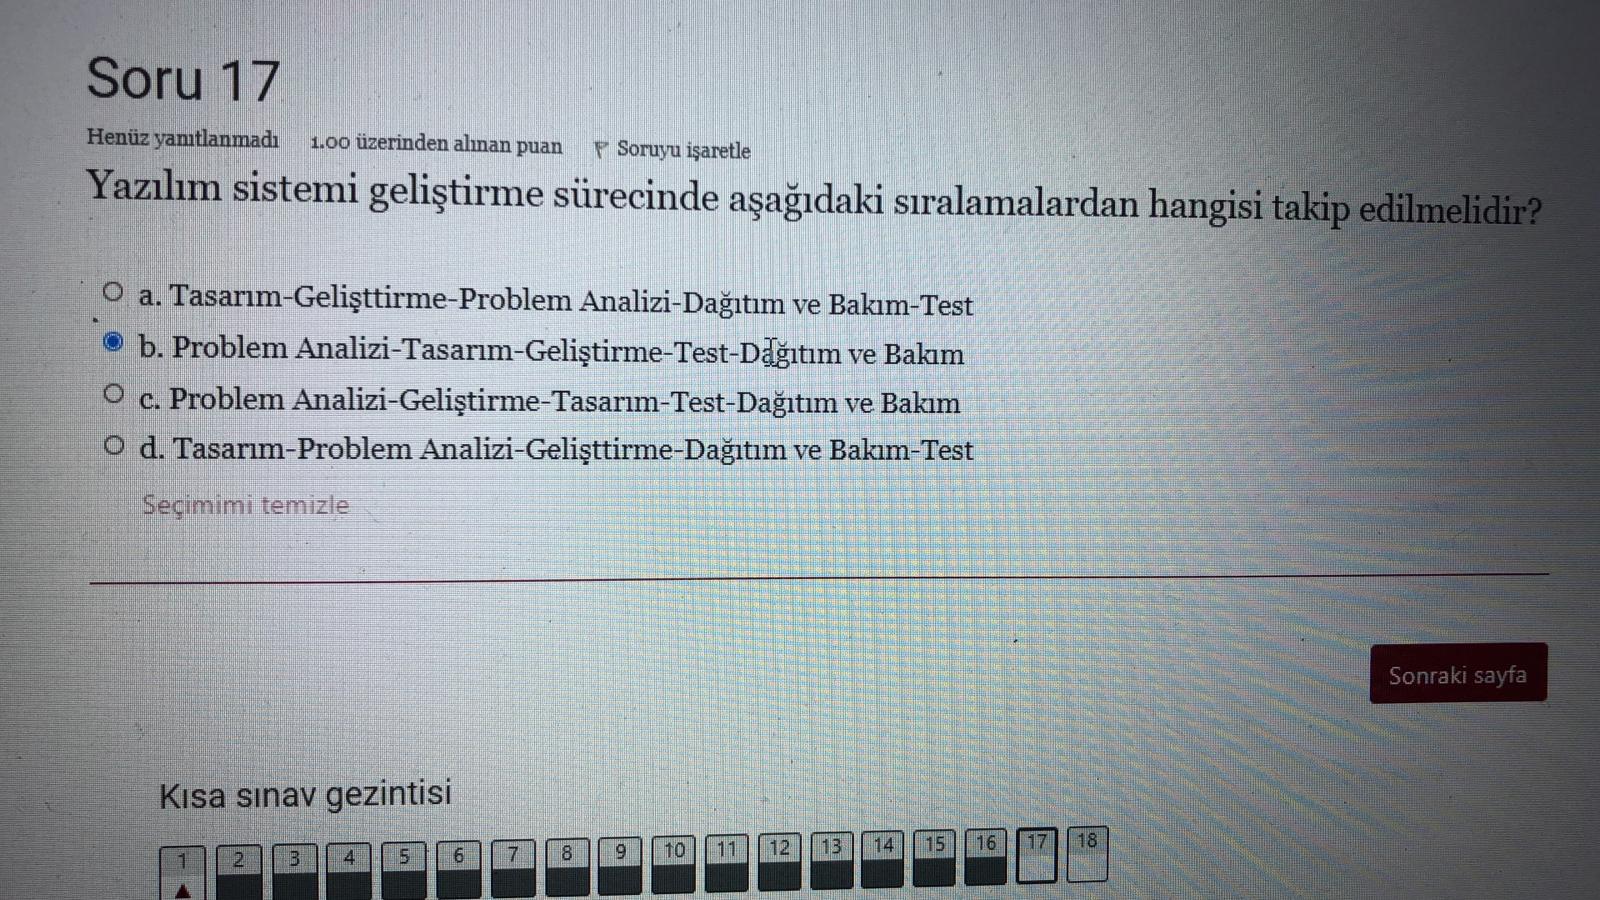 Soru 17
Henüz yanıtlanmadı 1.00 üzerinden alınan puan Soruyu işaretle
Yazılım sistemi geliştirme sürecinde aşağıdaki sıralamalardan hangisi takip edilmelidir?
a. Tasarım-Gelişttirme-Problem Analizi-Dağıtım ve Bakım-Test
b. Problem Analizi-Tasarım-Geliştirme-Test-Dağıtım ve Bakım
c. Problem Analizi-Geliştirme-Tasarım-Test-Dağıtım ve Bakım
d. Tasarım-Problem Analizi-Gelişttirme-Dağıtım ve Bakım-Test
Seçimimi temizle
Sonraki sayfa
Kısa sınav gezintisi
1 2 3 4 5 6 7 8 9 10 11 12 13 14 15 16 17 18